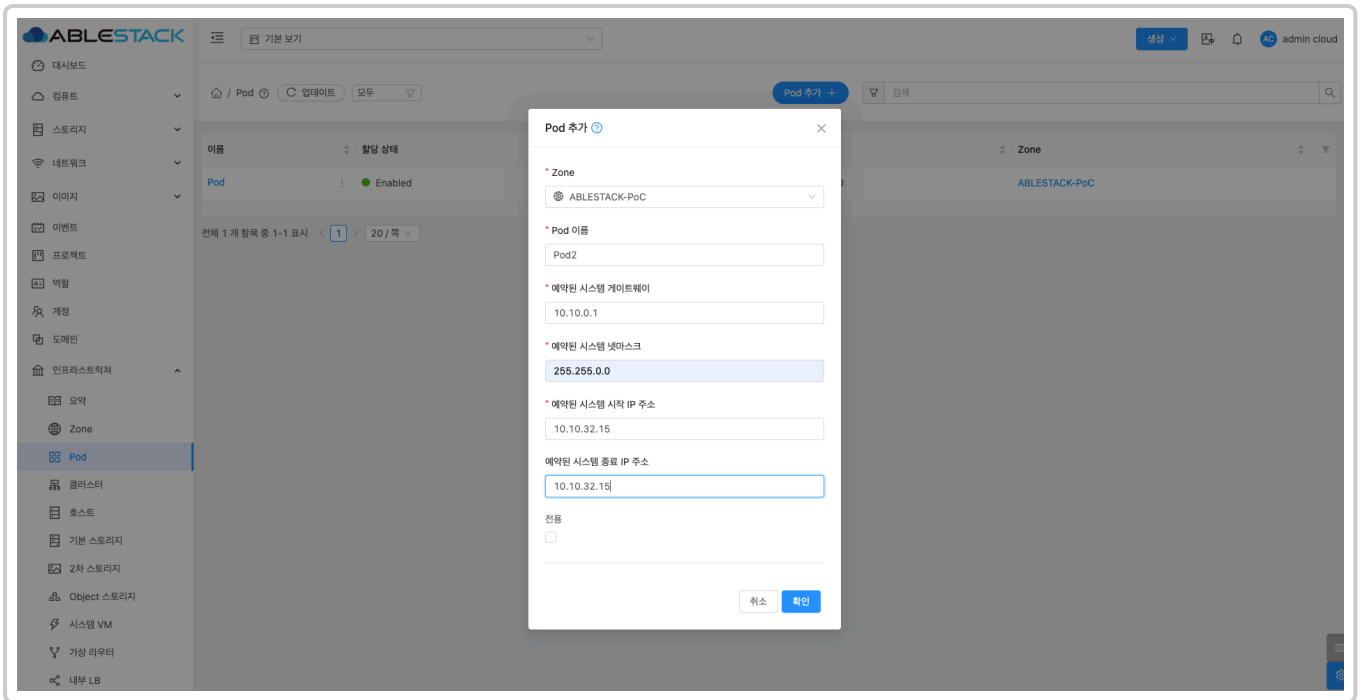 ABLESTACK
기본 보기
생성
AC admin cloud
대시보드
컴퓨트
스토리지
네트워크
이미지
이벤트
프로젝트
역할
계정
도메인
인프라스트럭쳐
요약
Zone
Pod
클러스터
호스트
기본 스토리지
2차 스토리지
Object 스토리지
시스템 VM
가상 라우터
내부 LB
/ Pod 업데이트 모두
Pod 추가 +
검색
이름 할당 상태 Zone
Pod Enabled ABLESTACK-PoC
전체 1 개 항목 중 1-1 표시 < 1 > 20 / 쪽
Pod 추가
* Zone
ABLESTACK-PoC
* Pod 이름
Pod2
* 예약된 시스템 게이트웨이
10.10.0.1
* 예약된 시스템 넷마스크
255.255.0.0
* 예약된 시스템 시작 IP 주소
10.10.32.15
예약된 시스템 종료 IP 주소
10.10.32.15
전용
취소 확인